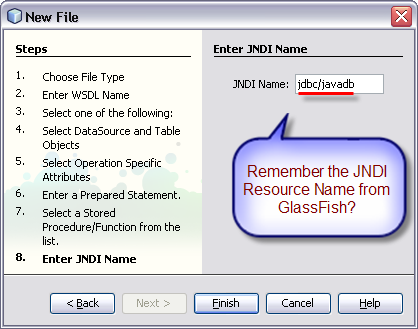 New File
Steps
1. Choose File Type
2. Enter WSDL Name
3. Select one of the following:
4. Select DataSource and Table
Objects
5. Select Operation Specific
Attributes
6. Enter a Prepared Statement.
7. Select a Stored
Procedure/Function from the
list.
8. Enter JNDI Name
Enter JNDI Name
JNDI Name: jdbc/javadb
Remember the JNDI
Resource Name from
GlassFish?
< Back
Next >
Finish
Cancel
Help